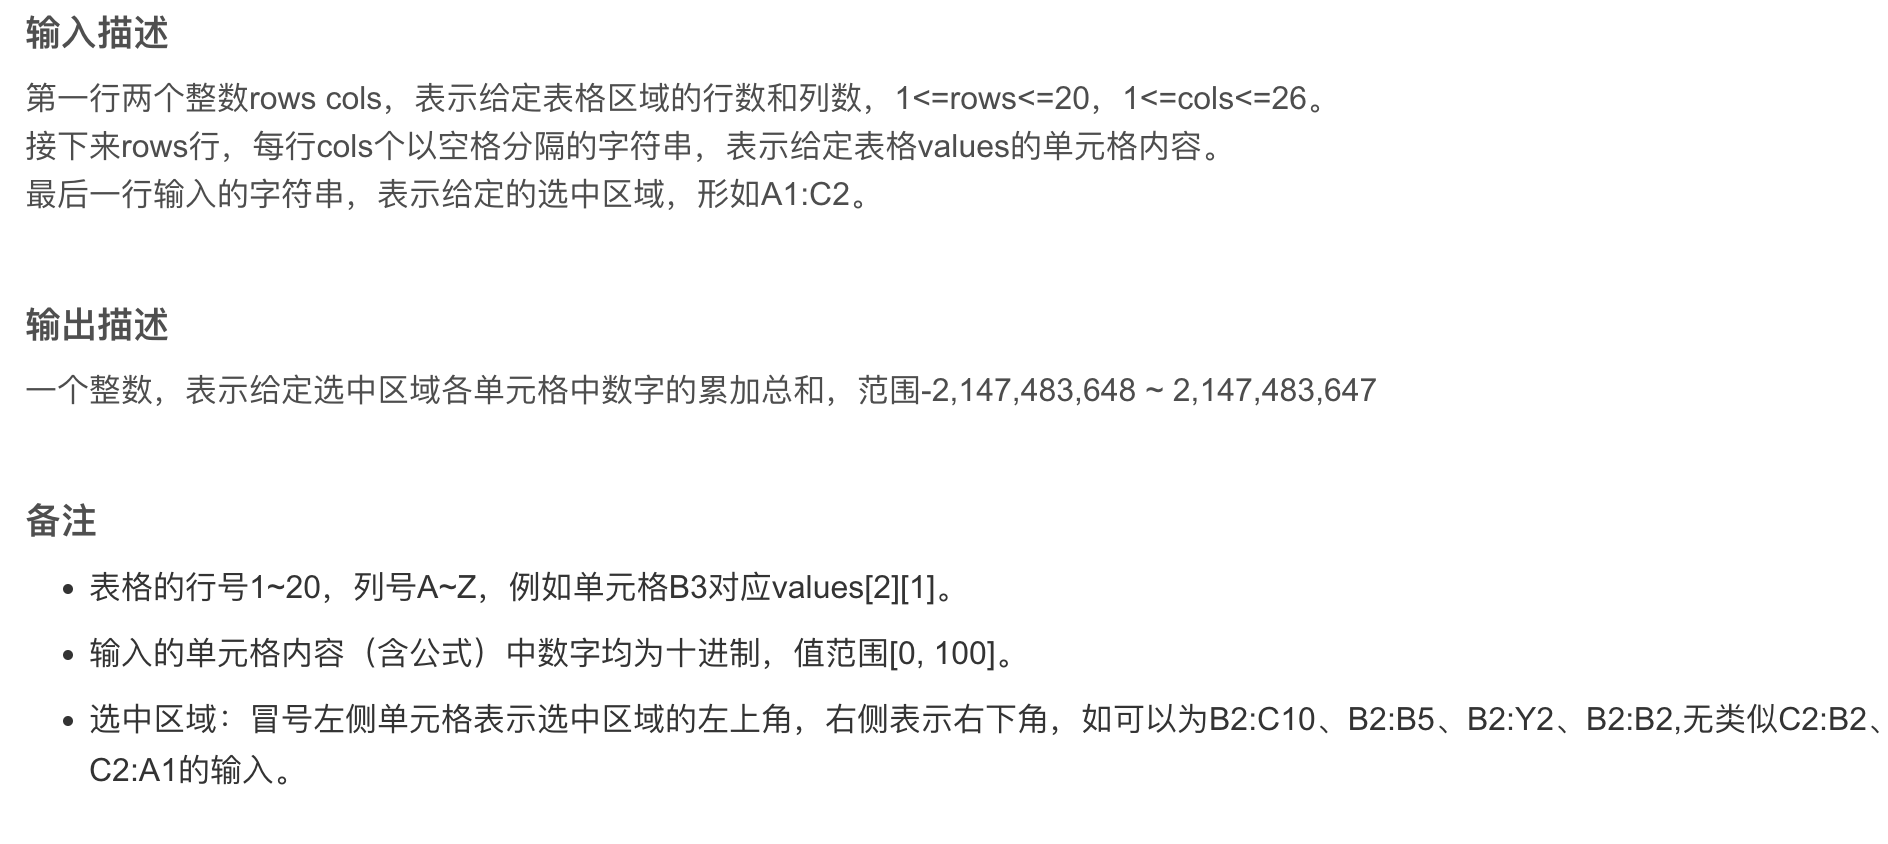 输入描述
第一行两个整数rows cols，表示给定表格区域的行数和列数，1<=rows<=20，1<=cols<=26。
接下来rows行，每行cols个以空格分隔的字符串，表示给定表格values的单元格内容。
最后一行输入的字符串，表示给定的选中区域，形如A1:C2。
输出描述
一个整数，表示给定选中区域各单元格中数字的累加总和，范围-2,147,483,648 ~ 2,147,483,647
备注
• 表格的行号1~20，列号A~Z，例如单元格B3对应values[2][1]。
• 输入的单元格内容（含公式）中数字均为十进制，值范围[0, 100]。
• 选中区域：冒号左侧单元格表示选中区域的左上角，右侧表示右下角，如可以为B2:C10、B2:B5、B2:Y2、B2:B2,无类似C2:B2、
C2:A1的输入。